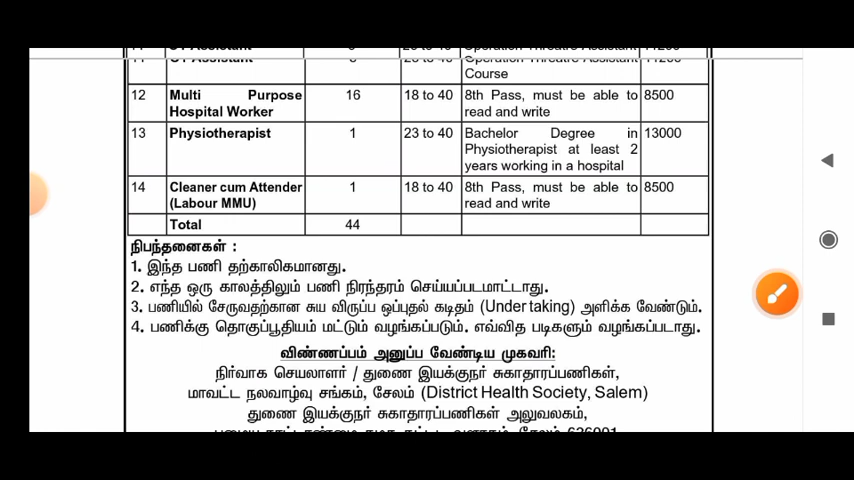 Course
12 Multi Purpose 16 18 to 40 8th Pass, must be able to 8500
Hospital Worker read and write
13 Physiotherapist 1 23 to 40 Bachelor Degree in 13000
Physiotherapist at least 2
years working in a hospital
14 Cleaner cum Attender 1 18 to 40 8th Pass, must be able to 8500
(Labour MMU) read and write
Total 44
நிபந்தனைகள் :
1. இந்த பணி தற்காலிகமானது.
2. எந்த ஒரு காலத்திலும் பணி நிரந்தரம் செய்யப்படமாட்டாது.
3. பணியில் சேருவதற்கான சுய விருப்ப ஒப்புதல் கடிதம் (Under taking) அளிக்க வேண்டும்.
4. பணிக்கு தொகுப்பூதியம் மட்டும் வழங்கப்படும். எவ்வித படிகளும் வழங்கப்படாது.
விண்ணப்பம் அனுப்ப வேண்டிய முகவரி:
நிர்வாக செயலாளர் / துணை இயக்குநர் சுகாதாரப்பணிகள்,
மாவட்ட நலவாழ்வு சங்கம், சேலம் (District Health Society, Salem)
துணை இயக்குநர் சுகாதாரப்பணிகள் அலுவலகம்,